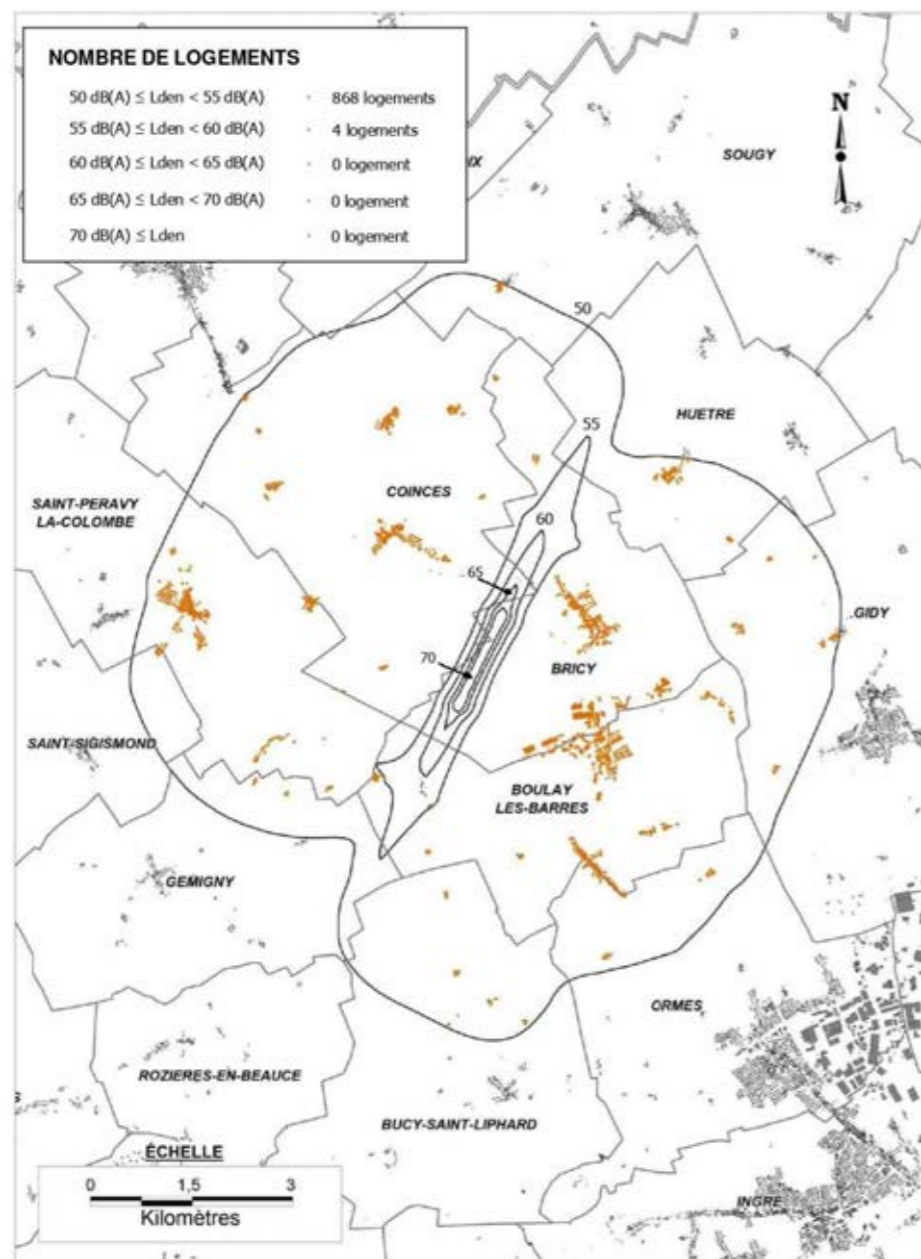 NOMBRE DE LOGEMENTS
50 dB(A) ≤ Lden < 55 dB(A) 868 logements
55 dB(A) ≤ Lden < 60 dB(A) 4 logements
60 dB(A) ≤ Lden < 65 dB(A) 0 logement
65 dB(A) ≤ Lden < 70 dB(A) 0 logement
70 dB(A) ≤ Lden 0 logement
N
SOUGY
50
HUETRE
55
SAINT-PERAVY
LA-COLOMBE
COINCES
60
65
GIDY
70
BRICY
SAINT-SIGISMOND
BOULAY
LES-BARRES
GEMIGNY
ORMES
ROZIERES-EN-BEAUCE
BUCY-SAINT-LIPHARD
INGRE
ÉCHELLE
0 1,5 3
Kilomètres